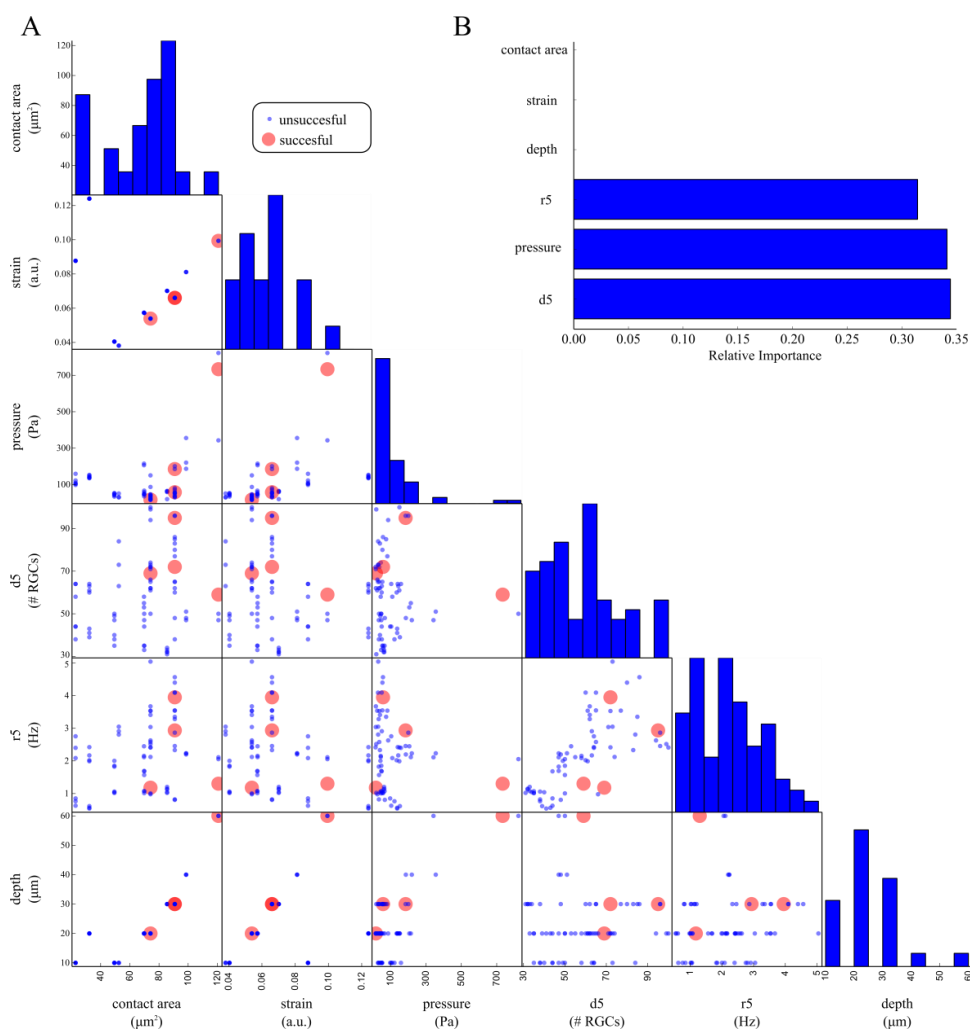 A
B
120
100
80
60
40
contact area
(μm²)
unsuccesful
succesful
contact area
strain
depth
r5
pressure
d5
0.00 0.05 0.10 0.15 0.20 0.25 0.30 0.35
Relative Importance
0.12
0.10
0.08
0.06
0.04
strain
(a.u.)
700
500
300
100
pressure
(Pa)
90
70
50
30
d5
(# RGCs)
5
4
3
2
1
r5
(Hz)
60
50
40
30
20
10
depth
(μm)
40 60 80 100 120
0.04 0.06 0.08 0.10 0.12
100 300 500 700
30 50 70 90
1 2 3 4 5
10 20 30 40 50 60
contact area strain pressure d5 r5 depth
(μm²) (a.u.) (Pa) (# RGCs) (Hz) (μm)